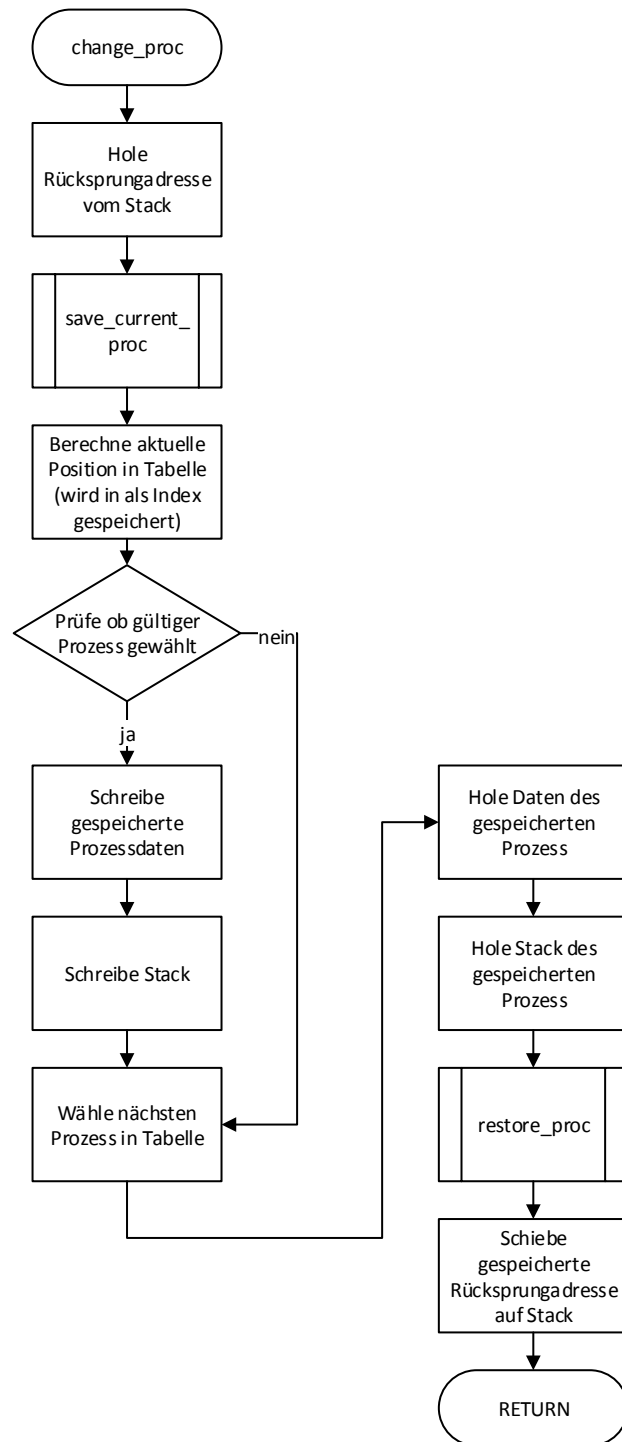 change_proc
Hole
Rücksprungadresse
vom Stack
save_current_
proc
Berechne aktuelle
Position in Tabelle
(wird in als Index
gespeichert)
Prüfe ob gültiger
Prozess gewählt
nein
ja
Schreibe
gespeicherte
Prozessdaten
Schreibe Stack
Wähle nächsten
Prozess in Tabelle
Hole Daten des
gespeicherten
Prozess
Hole Stack des
gespeicherten
Prozess
restore_proc
Schiebe
gespeicherte
Rücksprungadresse
auf Stack
RETURN